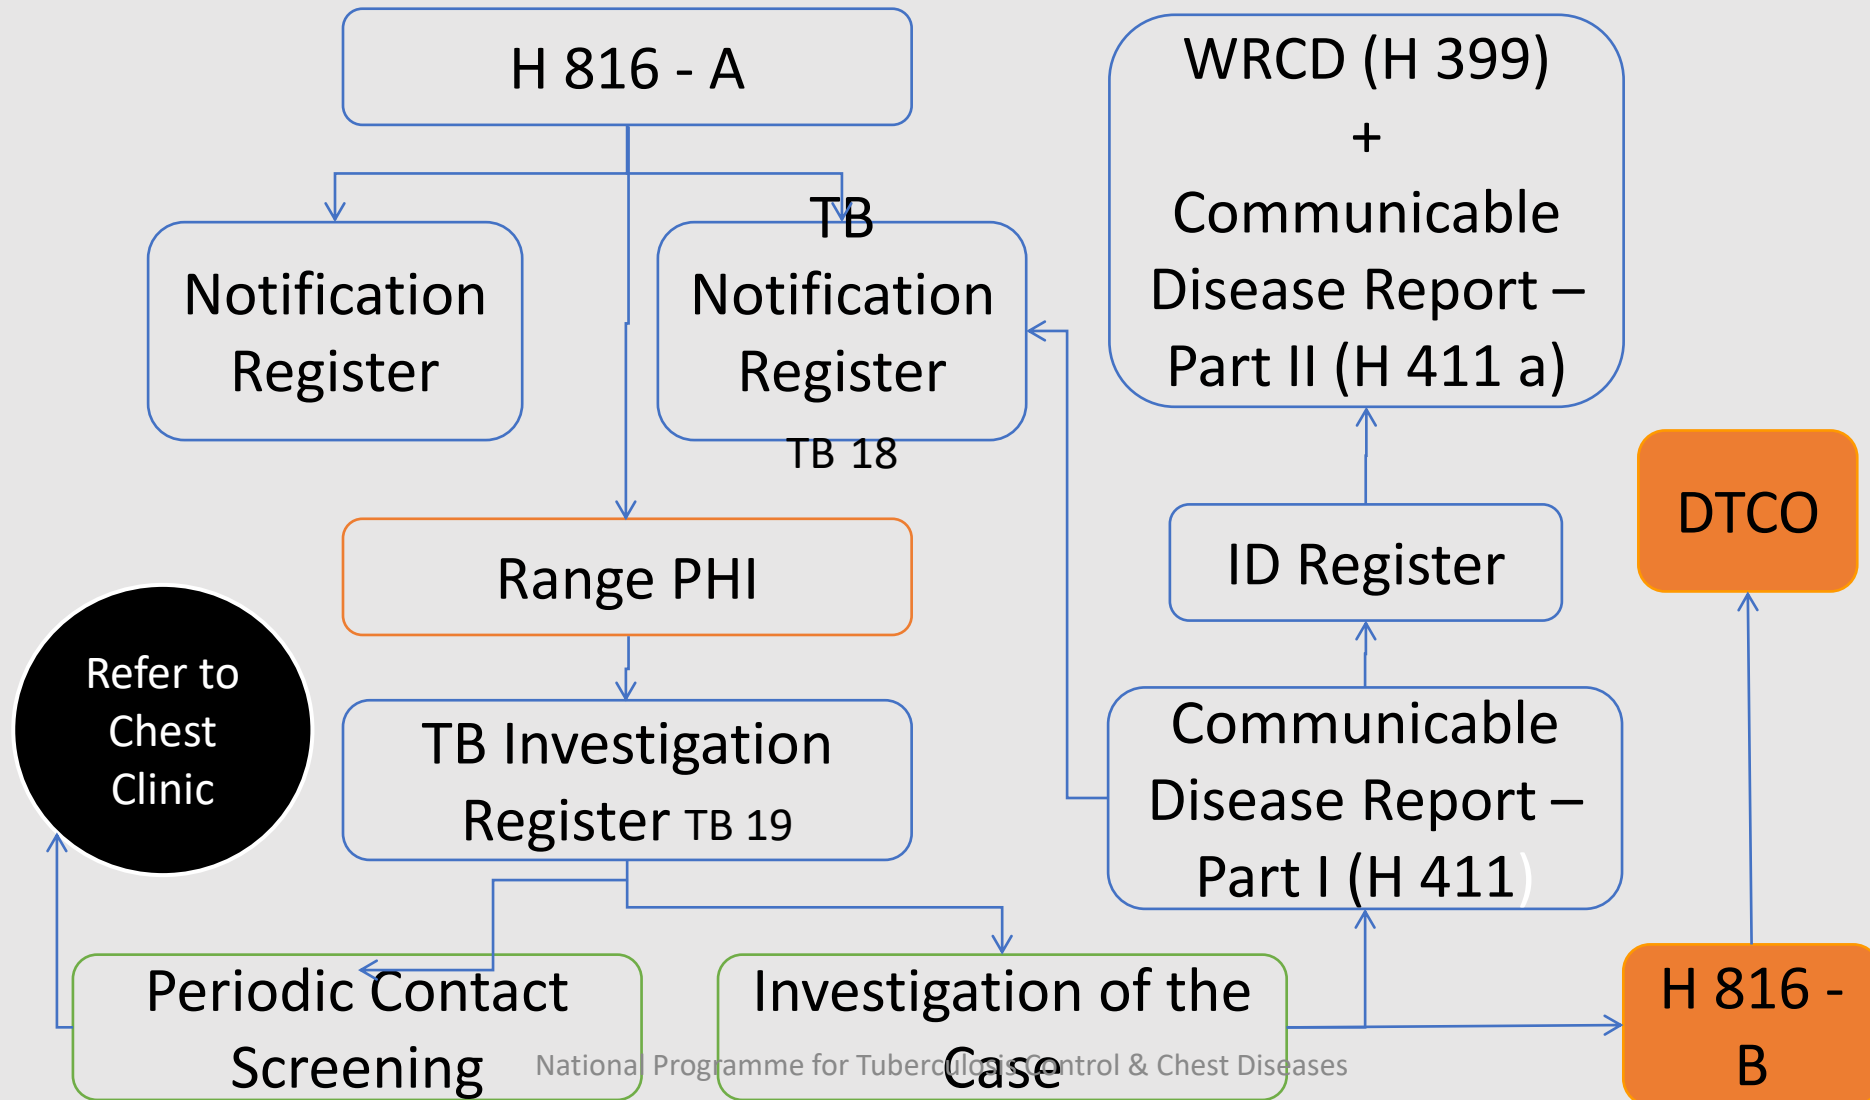 H 816 - A
WRCD (H 399)
+
Communicable
Disease Report –
Part II (H 411 a)
Notification
Register
TB
Notification
Register
TB 18
DTCO
ID Register
Range PHI
Refer to
Chest
Clinic
TB Investigation
Register TB 19
Communicable
Disease Report –
Part I (H 411)
Periodic Contact
Screening
Investigation of the
Case
H 816 -
B
National Programme for Tuberculosis Control & Chest Diseases